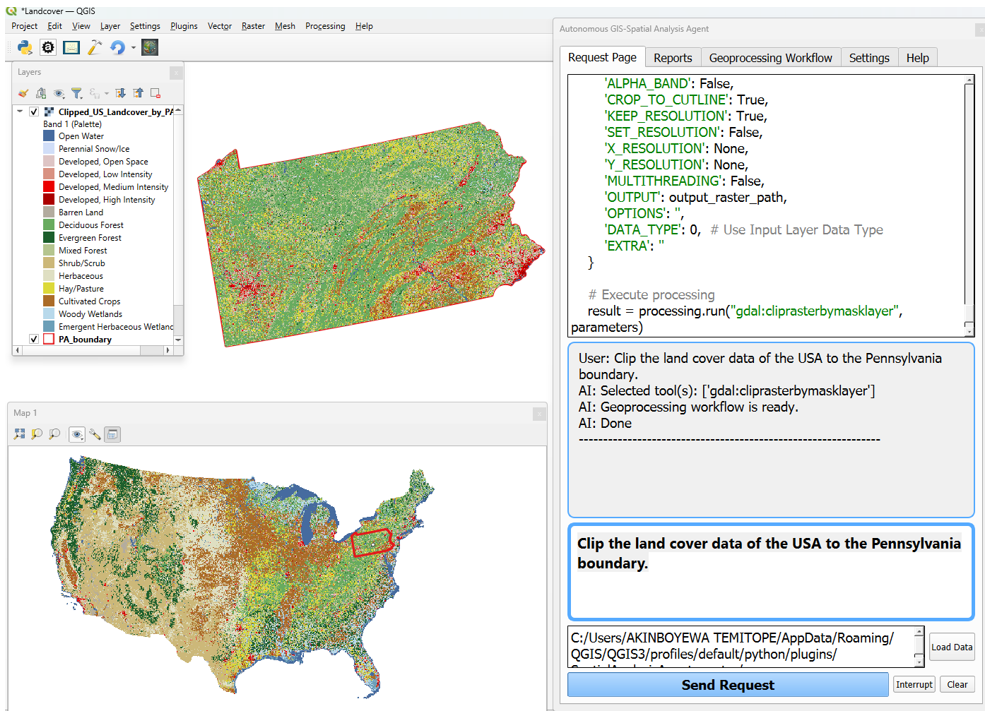 *Landcover — QGIS
Project Edit View Layer Settings Plugins Vector Raster Mesh Processing Help
Layers
Clipped_US_Landcover_by_PA
Band 1 (Palette)
Open Water
Perennial Snow/Ice
Developed, Open Space
Developed, Low Intensity
Developed, Medium Intensity
Developed, High Intensity
Barren Land
Deciduous Forest
Evergreen Forest
Mixed Forest
Shrub/Scrub
Herbaceous
Hay/Pasture
Cultivated Crops
Woody Wetlands
Emergent Herbaceous Wetlanc
PA_boundary
Map 1
Autonomous GIS-Spatial Analysis Agent
Request Page Reports Geoprocessing Workflow Settings Help
'ALPHA_BAND': False,
'CROP_TO_CUTLINE': True,
'KEEP_RESOLUTION': True,
'SET_RESOLUTION': False,
'X_RESOLUTION': None,
'Y_RESOLUTION': None,
'MULTITHREADING': False,
'OUTPUT': output_raster_path,
'OPTIONS': '',
'DATA_TYPE': 0, # Use Input Layer Data Type
'EXTRA': ''
}
# Execute processing
result = processing.run("gdal:cliprasterbymasklayer",
parameters)
User: Clip the land cover data of the USA to the Pennsylvania
boundary.
AI: Selected tool(s): ['gdal:cliprasterbymasklayer']
AI: Geoprocessing workflow is ready.
AI: Done
--------------------------------------------------------------
Clip the land cover data of the USA to the Pennsylvania
boundary.
C:/Users/AKINBOYEWA TEMITOPE/AppData/Roaming/
QGIS/QGIS3/profiles/default/python/plugins/
Load Data
Send Request
Interrupt
Clear